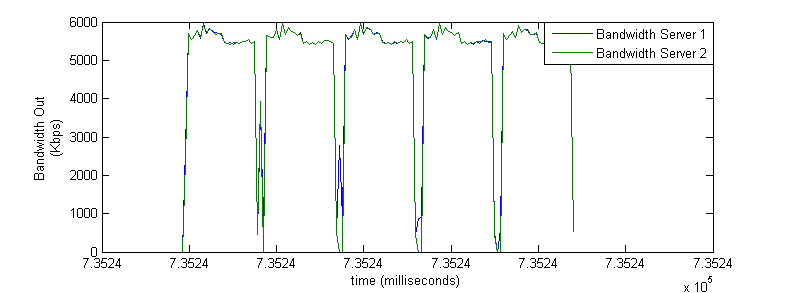 6000
5000
4000
3000
2000
1000
0
Bandwidth Out
(Kbps)
Bandwidth Server 1
Bandwidth Server 2
7.3524 7.3524 7.3524 7.3524 7.3524 7.3524 7.3524 7.3524
time (milliseconds)
x 10^5